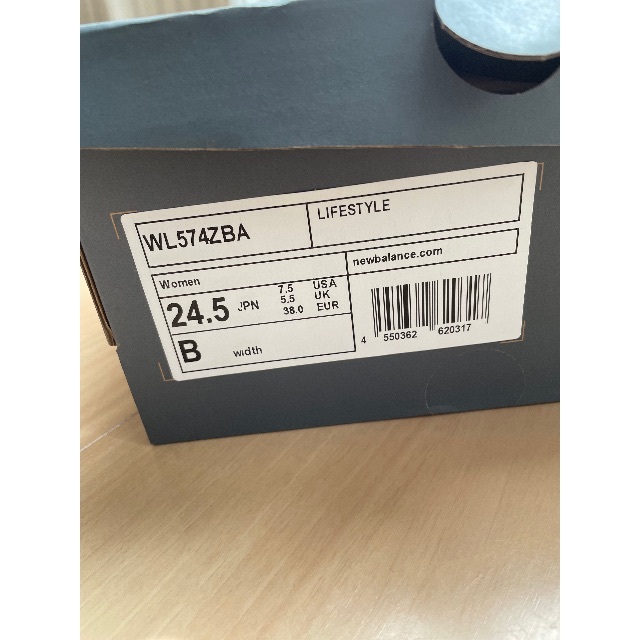 WL574ZBA
LIFESTYLE
newbalance.com
Women
24.5 JPN
7.5 USA
5.5 UK
38.0 EUR
B width
4 550362 620317